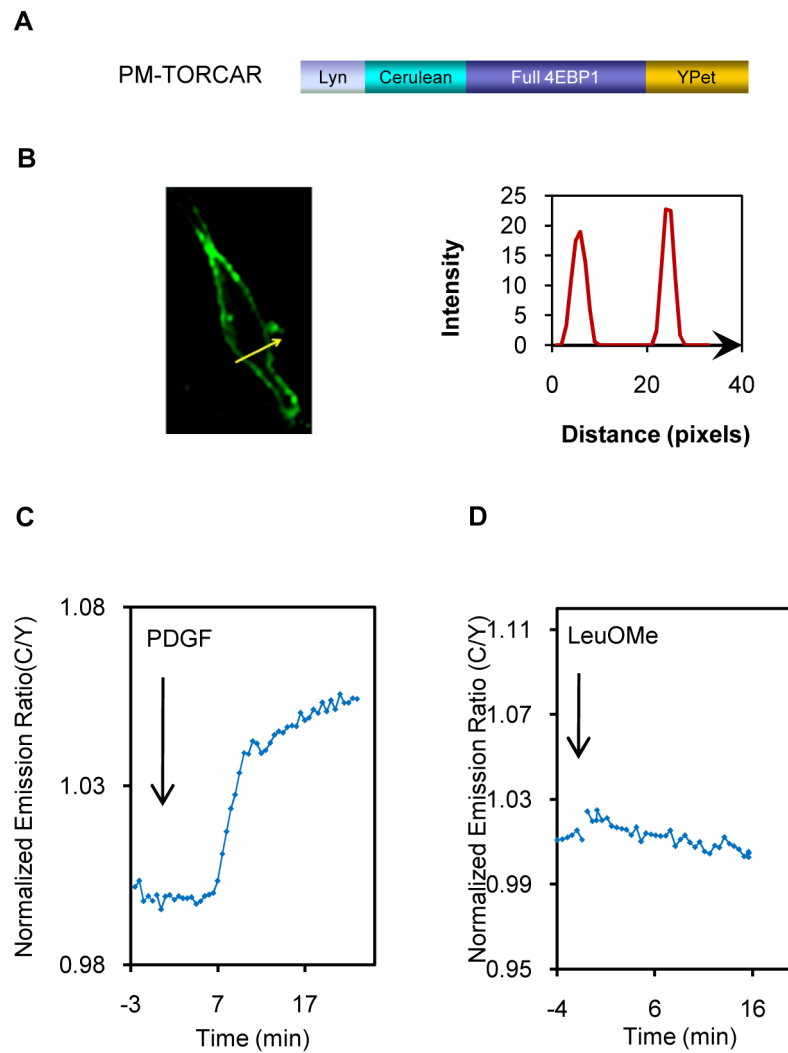 A
PM-TORCAR
Lyn Cerulean Full 4EBP1 YPet
B
Intensity
25
20
15
10
5
0
0 20 40
Distance (pixels)
C
Normalized Emission Ratio(C/Y)
1.08
1.03
0.98
PDGF
-3 7 17
Time (min)
D
Normalized Emission Ratio (C/Y)
1.11
1.07
1.03
0.99
0.95
LeuOMe
-4 6 16
Time (min)